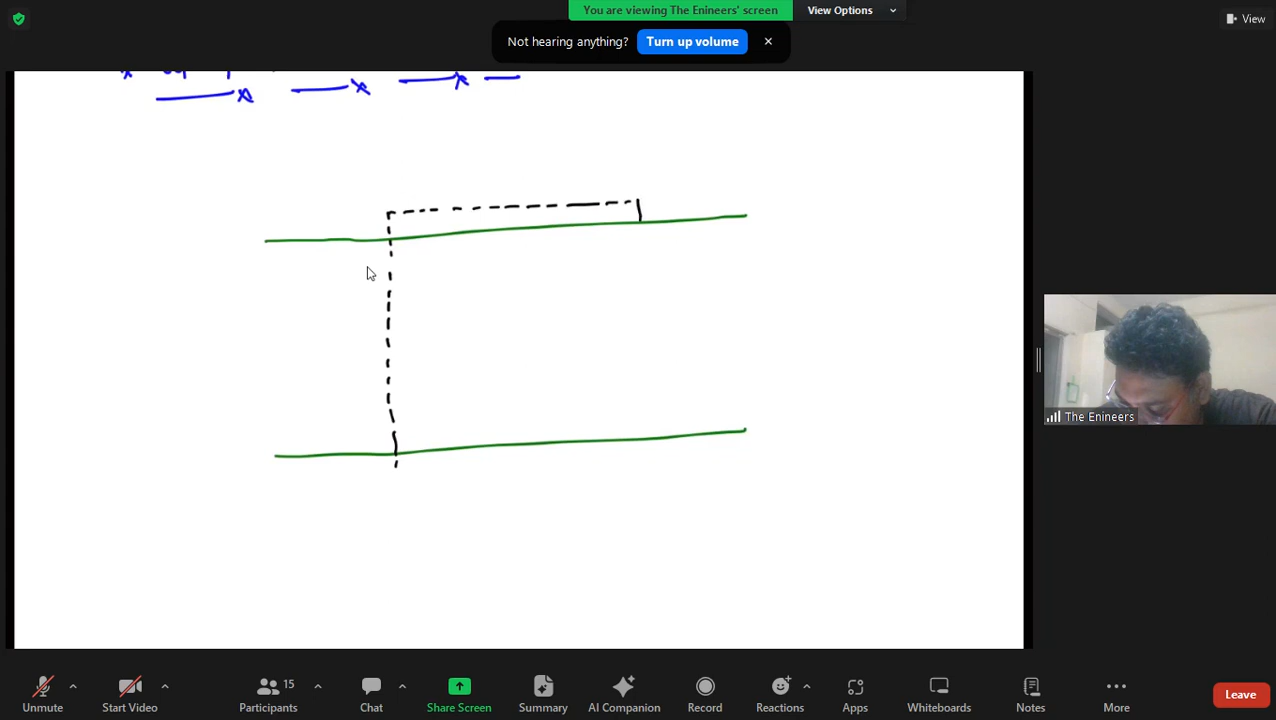 You are viewing The Enineers' screen
View Options
View
Not hearing anything?
Turn up volume
The Enineers
Unmute
Start Video
15
Participants
Chat
Share Screen
Summary
AI Companion
Record
Reactions
Apps
Whiteboards
Notes
More
Leave